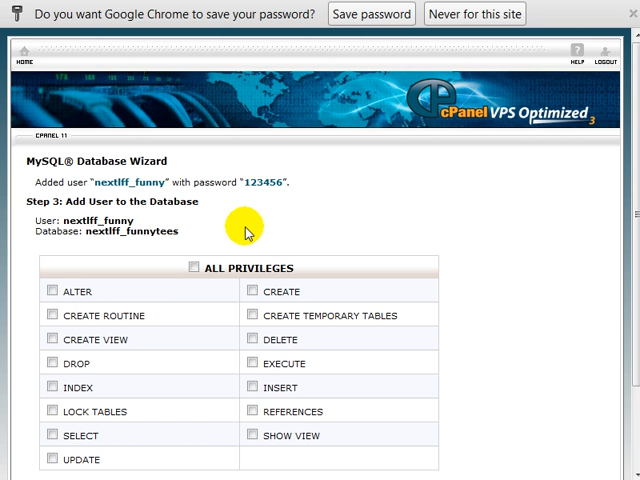 Do you want Google Chrome to save your password? Save password Never for this site
HOME HELP LOGOUT
cPanel VPS Optimized 3
CPANEL 11
MySQL® Database Wizard
Added user “nextlff_funny” with password “123456”.
Step 3: Add User to the Database
User: nextlff_funny
Database: nextlff_funnytees
ALL PRIVILEGES
ALTER CREATE
CREATE ROUTINE CREATE TEMPORARY TABLES
CREATE VIEW DELETE
DROP EXECUTE
INDEX INSERT
LOCK TABLES REFERENCES
SELECT SHOW VIEW
UPDATE